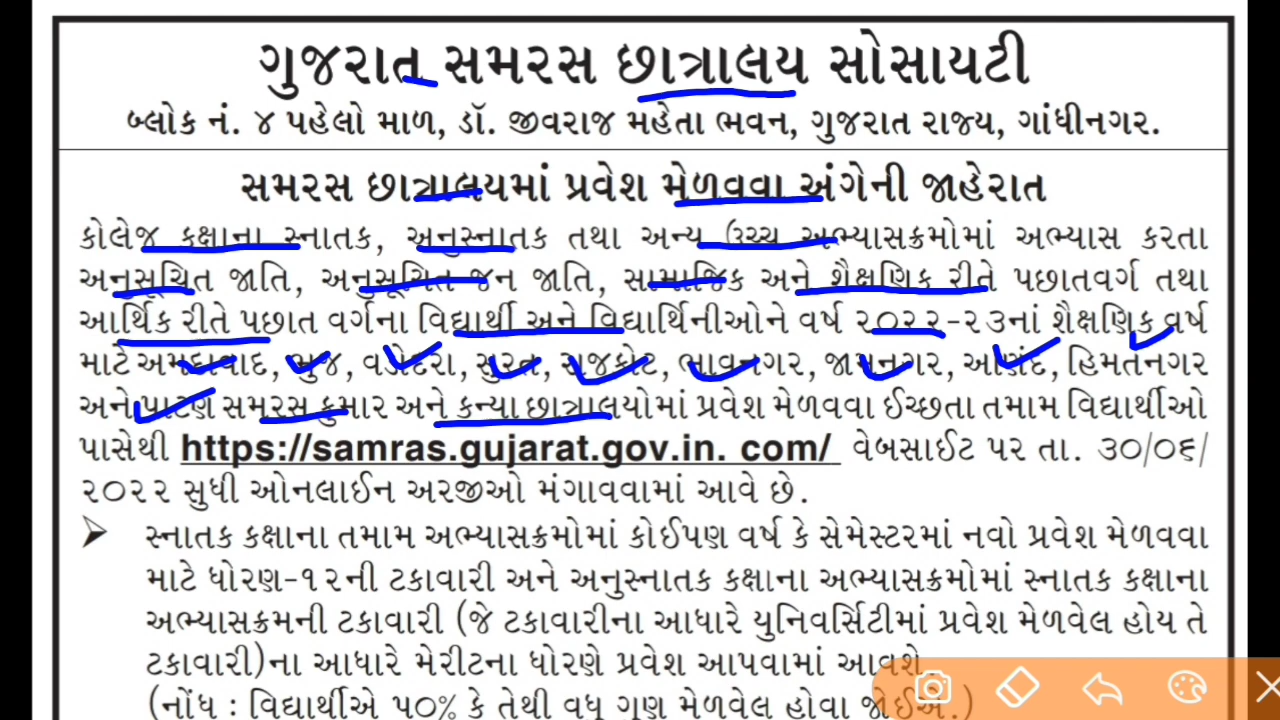 ગુજરાત સમરસ છાત્રાલય સોસાયટી
બ્લોક નં. ૪ પહેલો માળ, ડૉ. જીવરાજ મહેતા ભવન, ગુજરાત રાજ્ય, ગાંધીનગર.
સમરસ છાત્રાલયમાં પ્રવેશ મેળવવા અંગેની જાહેરાત
કોલેજ કક્ષાના સ્નાતક, અનુસ્નાતક તથા અન્ય ઉચ્ચ અભ્યાસક્રમોમાં અભ્યાસ કરતા
અનુસૂચિત જાતિ, અનુસૂચિત જન જાતિ, સામાજિક અને શૈક્ષણિક રીતે પછાતવર્ગ તથા
આર્થિક રીતે પછાત વર્ગના વિદ્યાર્થી અને વિદ્યાર્થિનીઓને વર્ષ ૨૦૨૨-૨૩નાં શૈક્ષણિક વર્ષ
માટે અમદાવાદ, ભુજ, વડોદરા, સુરત, રાજકોટ, ભાવનગર, જામનગર, આણંદ, હિમતનગર
અને પાટણ સમરસ કુમાર અને કન્યા છાત્રાલયોમાં પ્રવેશ મેળવવા ઈચ્છતા તમામ વિદ્યાર્થીઓ
પાસેથી https://samras.gujarat.gov.in. com/ વેબસાઈટ પર તા. ૩૦/૦૬/
૨૦૨૨ સુધી ઓનલાઈન અરજીઓ મંગાવવામાં આવે છે.
➤ સ્નાતક કક્ષાના તમામ અભ્યાસક્રમોમાં કોઈપણ વર્ષ કે સેમેસ્ટરમાં નવો પ્રવેશ મેળવવા
માટે ધોરણ-૧૨ની ટકાવારી અને અનુસ્નાતક કક્ષાના અભ્યાસક્રમોમાં સ્નાતક કક્ષાના
અભ્યાસક્રમની ટકાવારી (જે ટકાવારીના આધારે યુનિવર્સિટીમાં પ્રવેશ મેળવેલ હોય તે
ટકાવારી)ના આધારે મેરીટના ધોરણે પ્રવેશ આપવામાં આવશે.
(નોંધ : વિદ્યાર્થીએ ૫૦% કે તેથી વધુ ગુણ મેળવેલ હોવા જોઈએ.)